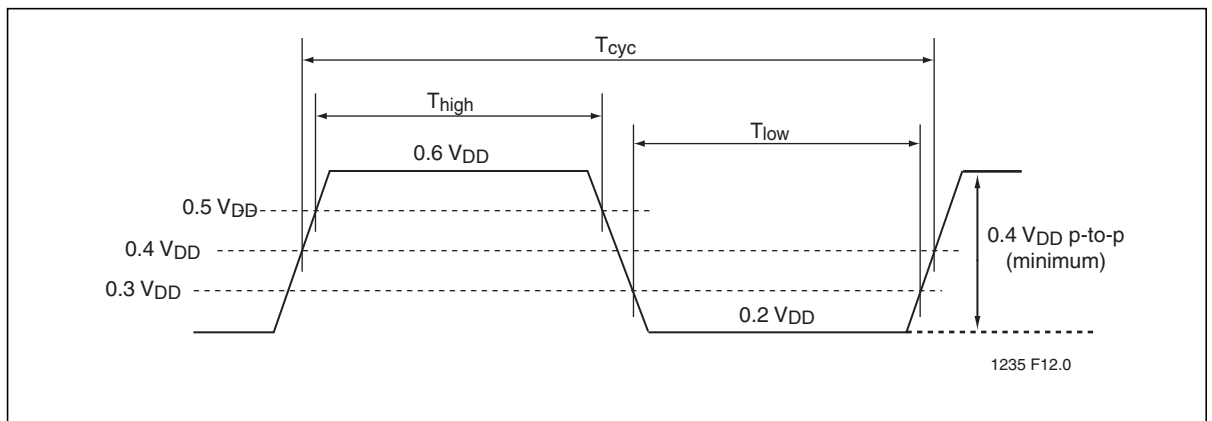 Tcyc
Thigh
Tlow
0.6 VDD
0.5 VDD
0.4 VDD
0.4 VDD p-to-p
(minimum)
0.3 VDD
0.2 VDD
1235 F12.0